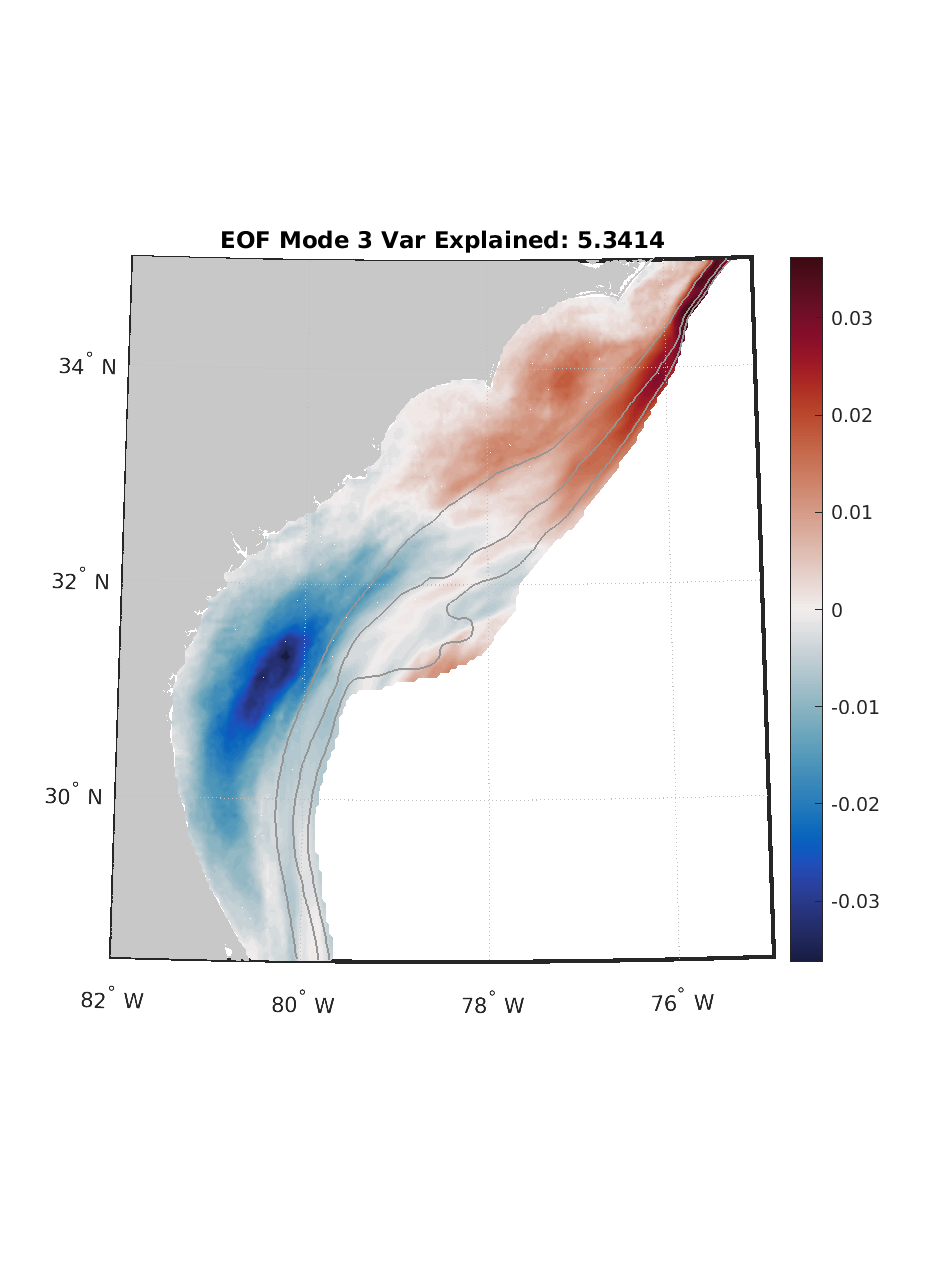 EOF Mode 3 Var Explained: 5.3414
34° N
32° N
30° N
82° W
80° W
78° W
76° W
0.03
0.02
0.01
0
-0.01
-0.02
-0.03